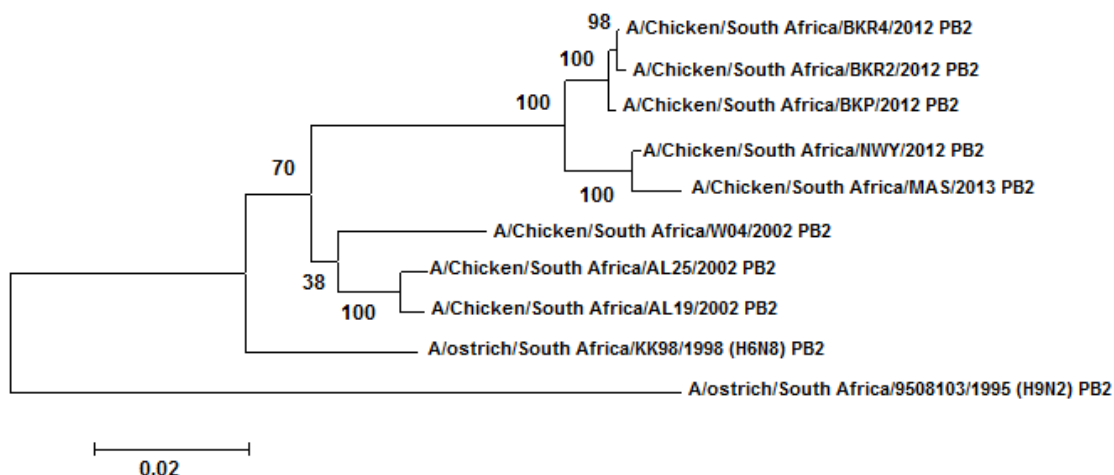 98
A/Chicken/South Africa/BKR4/2012 PB2
100
A/Chicken/South Africa/BKR2/2012 PB2
100
A/Chicken/South Africa/BKP/2012 PB2
A/Chicken/South Africa/NWY/2012 PB2
70
100
A/Chicken/South Africa/MAS/2013 PB2
A/Chicken/South Africa/W04/2002 PB2
38
A/Chicken/South Africa/AL25/2002 PB2
100
A/Chicken/South Africa/AL19/2002 PB2
A/ostrich/South Africa/KK98/1998 (H6N8) PB2
A/ostrich/South Africa/9508103/1995 (H9N2) PB2
0.02